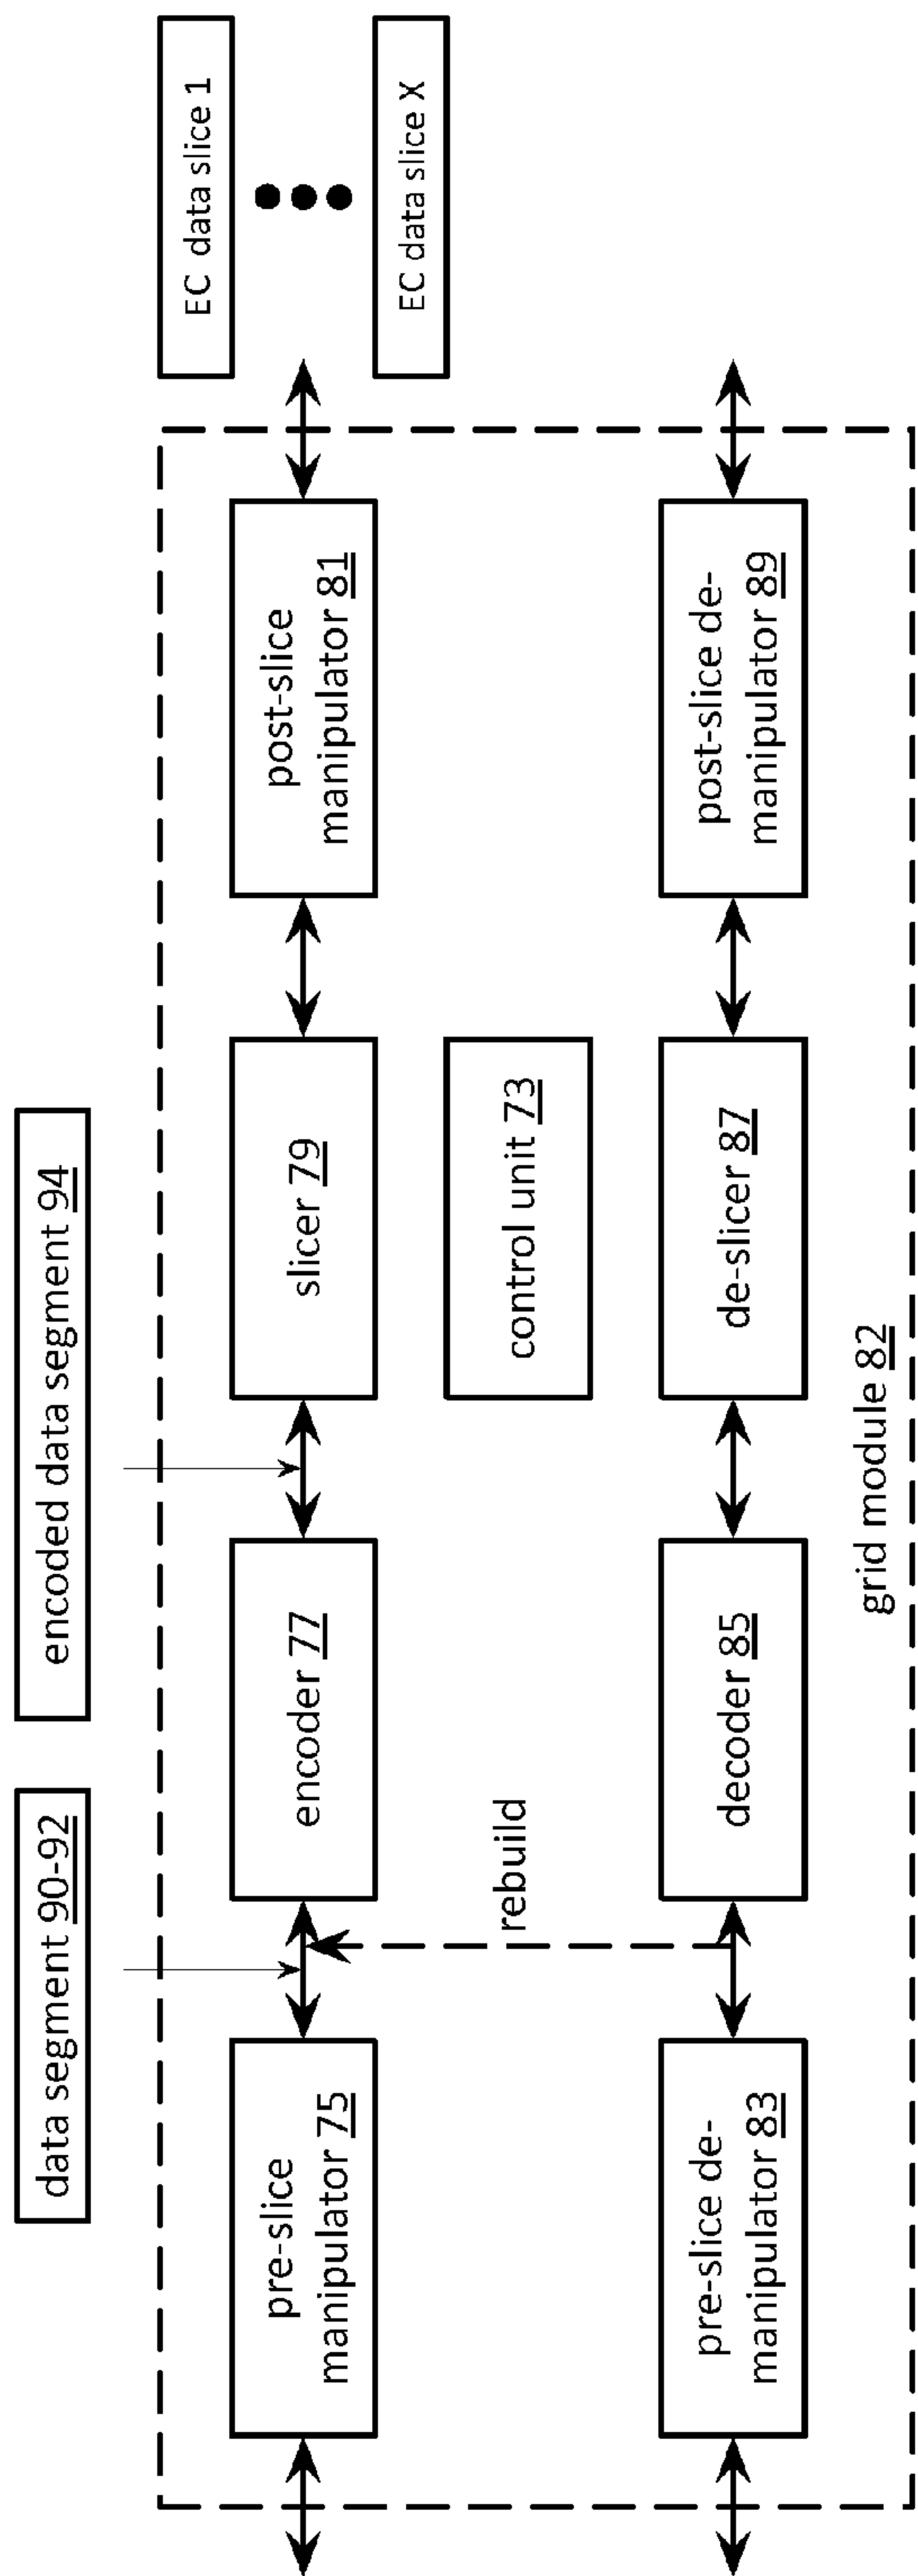 data segment 90-92
encoded data segment 94
EC data slice 1
EC data slice X
pre-slice
manipulator 75
encoder 77
slicer 79
post-slice
manipulator 81
rebuild
control unit 73
pre-slice de-
manipulator 83
decoder 85
de-slicer 87
post-slice de-
manipulator 89
grid module 82